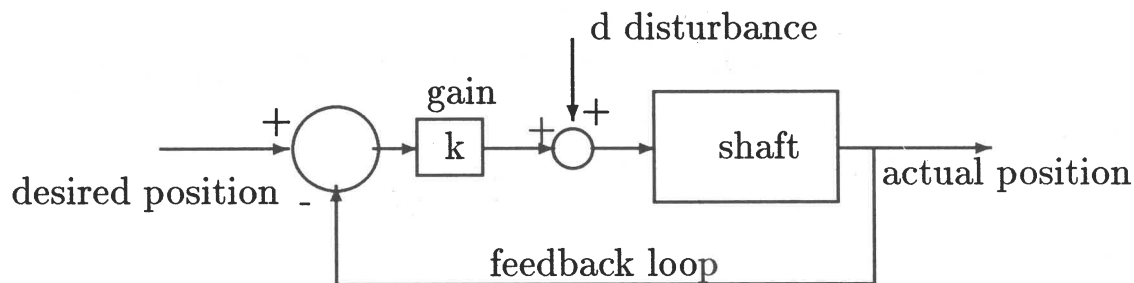 d disturbance
gain
+
+
+
k
shaft
desired position
-
actual position
feedback loop